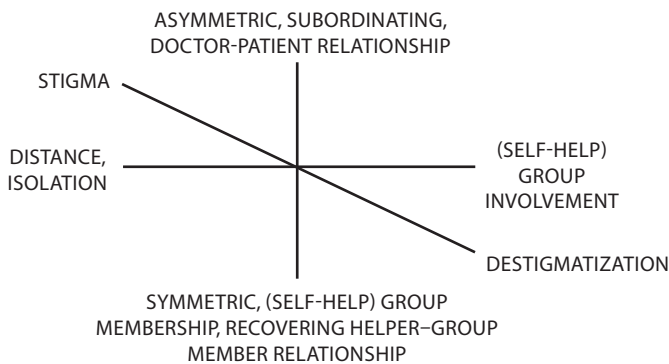 ASYMMETRIC, SUBORDINATING,
DOCTOR-PATIENT RELATIONSHIP
STIGMA
DISTANCE,
ISOLATION
(SELF-HELP)
GROUP
INVOLVEMENT
DESTIGMATIZATION
SYMMETRIC, (SELF-HELP) GROUP
MEMBERSHIP, RECOVERING HELPER–GROUP
MEMBER RELATIONSHIP